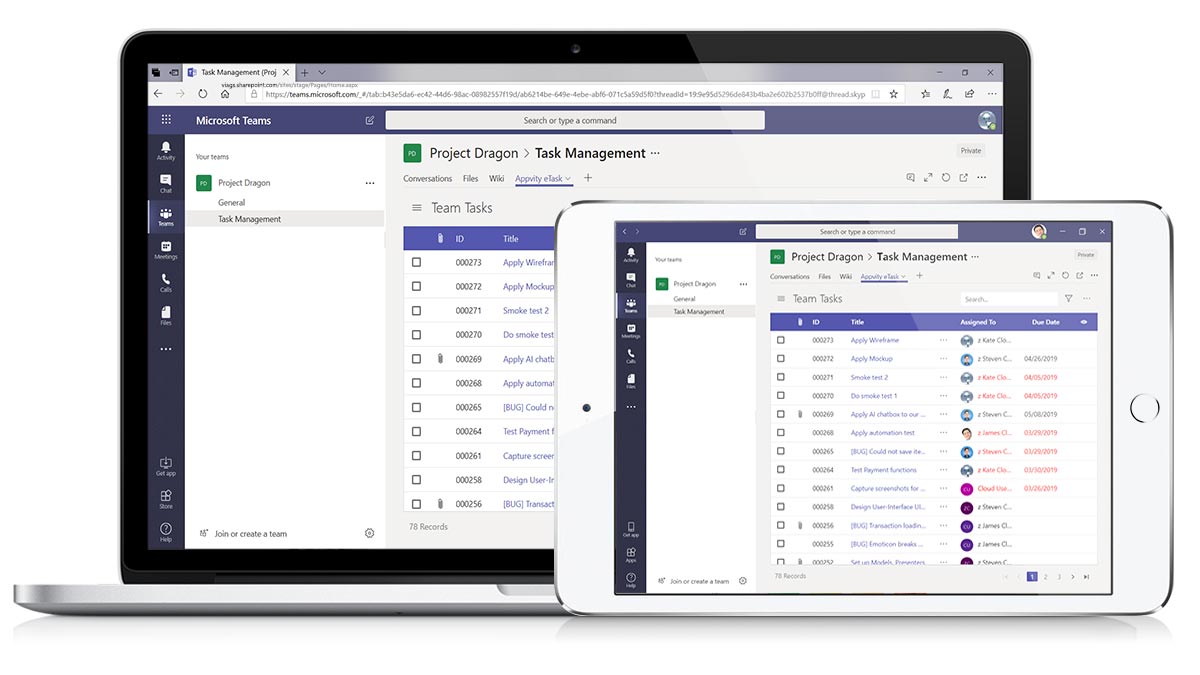 Task Management (Proj
viags.sharepoint.com/sites/stage/Pages/Home.aspx
https://teams.microsoft.com/_#/tab::b43e5da6-ec42-44d6-98ac-08982557f19d/ab6214be-649e-4ebe-abf6-071c5a59d5f0?threadId=19:9e95d5296de843b4ba2e602b2537b0ff@thread.skyp
Microsoft Teams
Search or type a command
Activity
Chat
Teams
Meetings
Calls
Files
Get app
Store
Help
Your teams
PD Project Dragon
General
Task Management
Join or create a team
PD Project Dragon > Task Management ...
Private
Conversations Files Wiki Appvity eTask
Team Tasks
ID Title
000273 Apply Wirefran
000272 Apply Mockup
000271 Smoke test 2
000270 Do smoke test
000269 Apply AI chatb
000268 Apply automat
000265 [BUG] Could n
000264 Test Payment f
000261 Capture screen
000258 Design User-In
000256 [BUG] Transact
78 Records
Search or type a command
Activity
Chat
Teams
Meetings
Calls
Files
Get app
Apps
Help
Your teams
PD Project Dragon
General
Task Management
Join or create a team
PD Project Dragon > Task Management ...
Private
Conversations Files Wiki Appvity eTask
Team Tasks
Search...
ID Title Assigned To Due Date
000273 Apply Wireframe ... z Kate Clo...
000272 Apply Mockup ... z Steven C... 04/26/2019
000271 Smoke test 2 ... z Kate Clo... 04/05/2019
000270 Do smoke test 1 ... z Kate Clo... 04/05/2019
000269 Apply AI chatbox to our ... ... z Steven C... 05/08/2019
000268 Apply automation test ... z James Cl... 03/29/2019
000265 [BUG] Could not save ite... ... z Steven C... 03/29/2019
000264 Test Payment functions ... z Kate Clo... 03/30/2019
000261 Capture screenshots for ... ... CU Cloud Use... 03/26/2019
000258 Design User-Interface UI... ... z Steven C...
000256 [BUG] Transaction loadin... ... CU z James Cl...
000255 [BUG] Emoticon breaks ... ... CU z James Cl...
000252 Set up Models, Presenters ... z Steven C...
78 Records
1 2 3